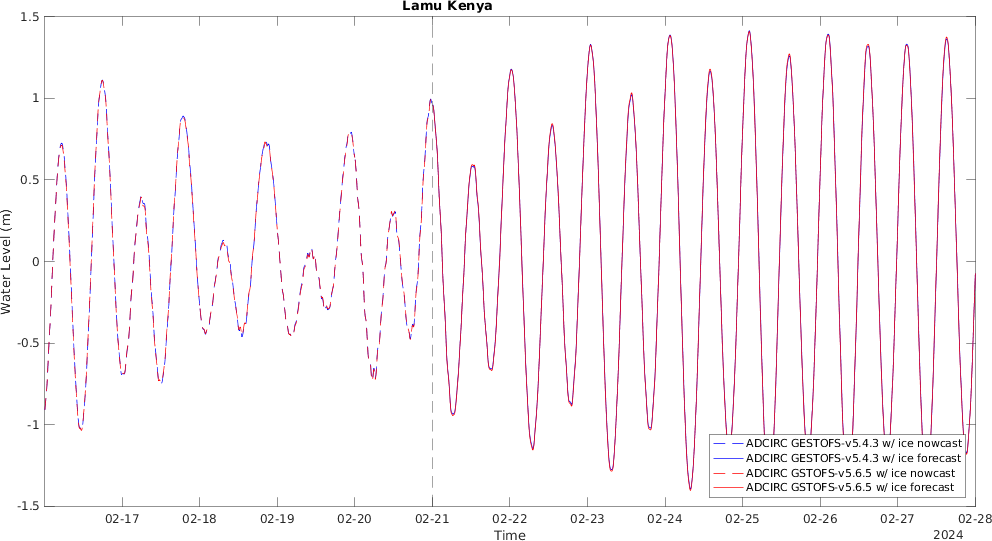 Lamu Kenya
1.5
1
0.5
0
-0.5
-1
-1.5
Water Level (m)
02-17 02-18 02-19 02-20 02-21 02-22 02-23 02-24 02-25 02-26 02-27 02-28
Time
2024
ADCIRC GESTOFS-v5.4.3 w/ ice nowcast
ADCIRC GESTOFS-v5.4.3 w/ ice forecast
ADCIRC GSTOFS-v5.6.5 w/ ice nowcast
ADCIRC GSTOFS-v5.6.5 w/ ice forecast